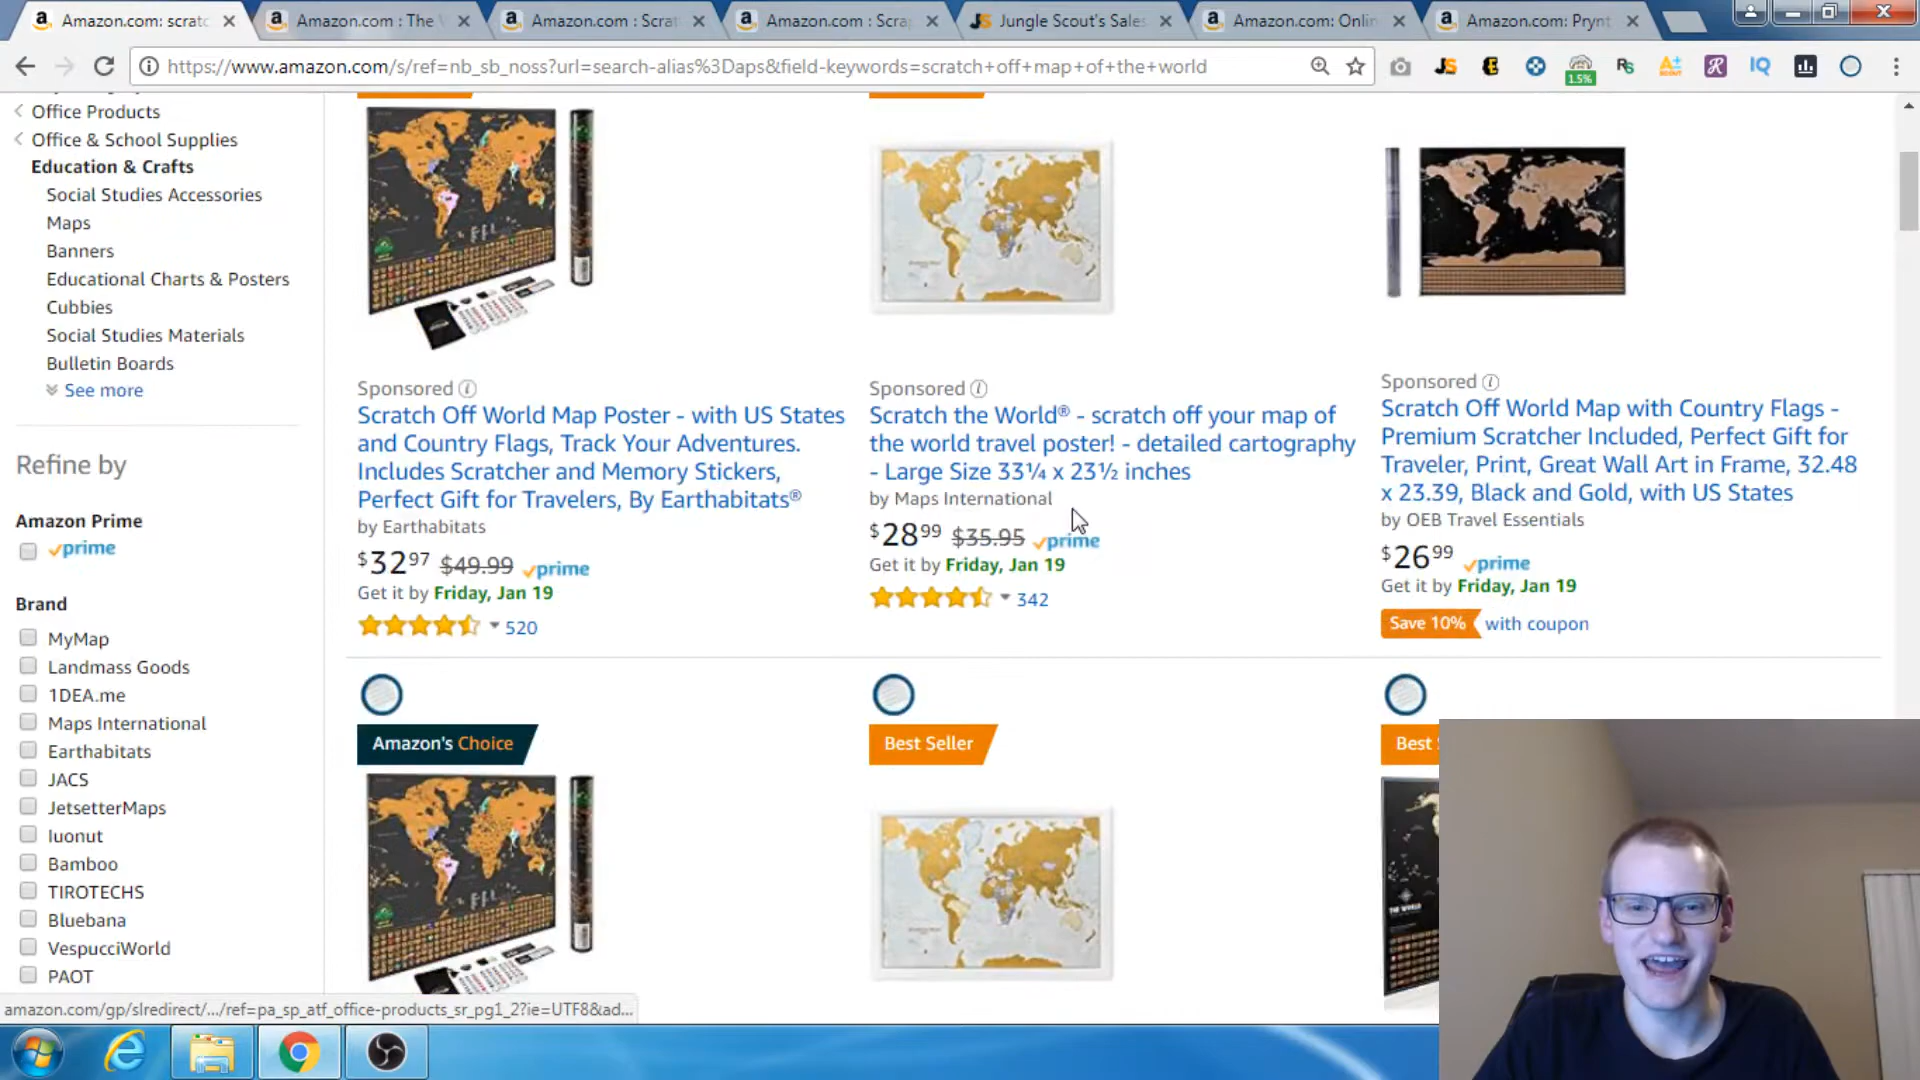 Amazon.com: scratc
Amazon.com : The
Amazon.com : Scrat
Amazon.com : Scra
Jungle Scout's Sales
Amazon.com: Onlin
Amazon.com: Prynt
https://www.amazon.com/s/ref=nb_sb_noss?url=search-alias%3Daps&field-keywords=scratch+off+map+of+the+world
1.5%
Office Products
Office & School Supplies
Education & Crafts
Social Studies Accessories
Maps
Banners
Educational Charts & Posters
Cubbies
Social Studies Materials
Bulletin Boards
See more
Refine by
Amazon Prime
prime
Brand
MyMap
Landmass Goods
1DEA.me
Maps International
Earthabitats
JACS
JetsetterMaps
Iuonut
Bamboo
TIROTECHS
Bluebana
VespucciWorld
PAOT
Sponsored
Scratch Off World Map Poster - with US States
and Country Flags, Track Your Adventures.
Includes Scratcher and Memory Stickers,
Perfect Gift for Travelers, By Earthabitats®
by Earthabitats
$32 97 $49.99 prime
Get it by Friday, Jan 19
520
Sponsored
Scratch the World® - scratch off your map of
the world travel poster! - detailed cartography
- Large Size 33¼ x 23½ inches
by Maps International
$28 99 $35.95 prime
Get it by Friday, Jan 19
342
Sponsored
Scratch Off World Map with Country Flags -
Premium Scratcher Included, Perfect Gift for
Traveler, Print, Great Wall Art in Frame, 32.48
x 23.39, Black and Gold, with US States
by OEB Travel Essentials
$26 99 prime
Get it by Friday, Jan 19
Save 10% with coupon
Amazon's Choice
Best Seller
Best
THE WORLD
amazon.com/gp/slredirect/.../ref=pa_sp_atf_office-products_sr_pg1_2?ie=UTF8&ad...